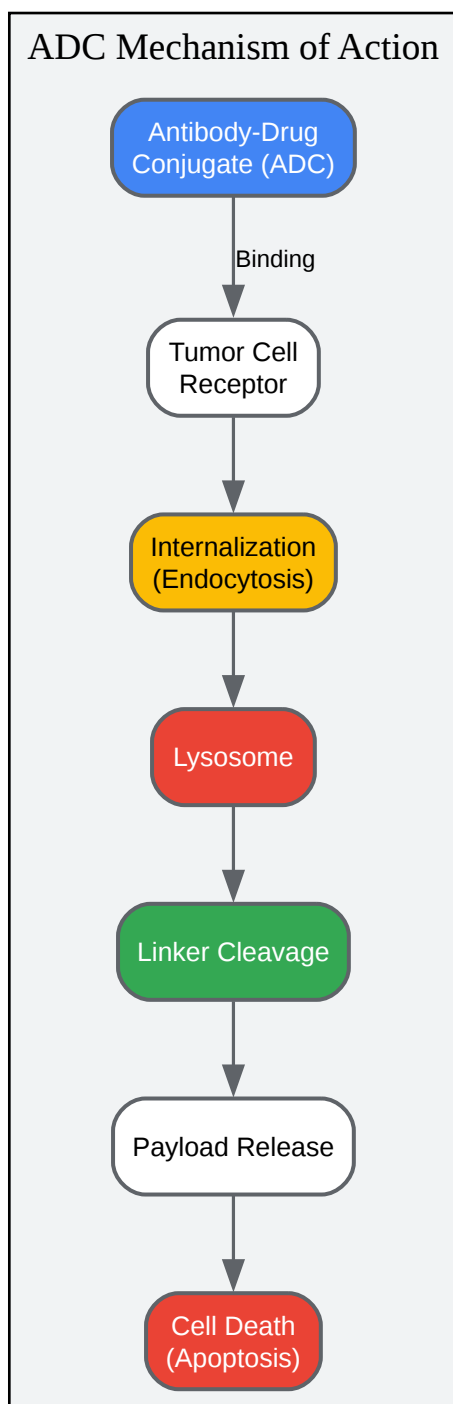 ADC Mechanism of Action
Antibody-Drug
Conjugate (ADC)
Binding
Tumor Cell
Receptor
Internalization
(Endocytosis)
Lysosome
Linker Cleavage
Payload Release
Cell Death
(Apoptosis)